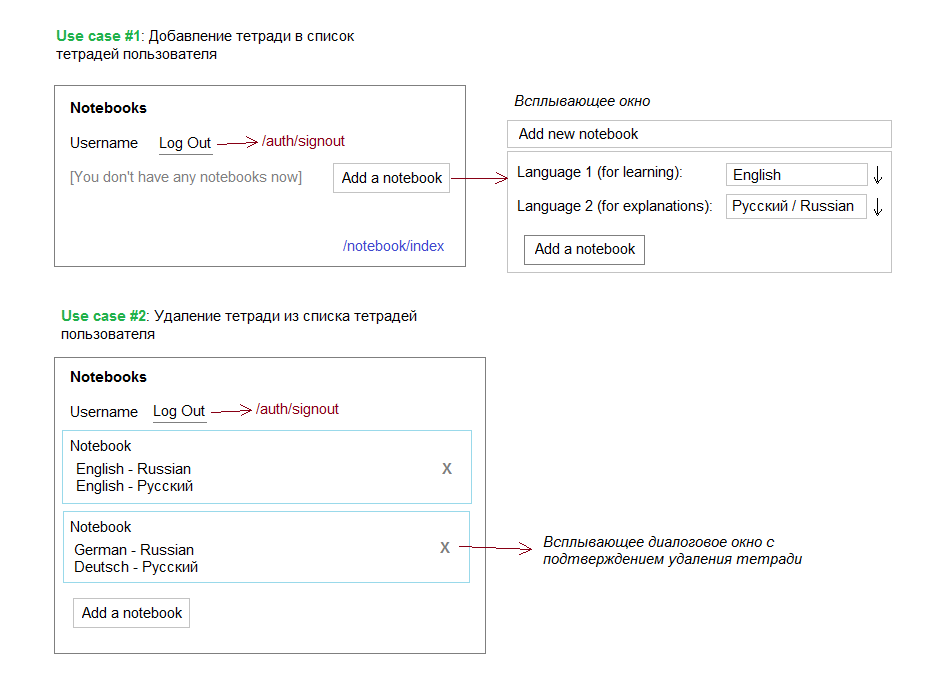 Use case #1: Добавление тетради в список
тетрадей пользователя
Notebooks
Username Log Out /auth/signout
[You don't have any notebooks now] Add a notebook
/notebook/index
Всплывающее окно
Add new notebook
Language 1 (for learning): English
Language 2 (for explanations): Русский / Russian
Add a notebook
Use case #2: Удаление тетради из списка тетрадей
пользователя
Notebooks
Username Log Out /auth/signout
Notebook
English - Russian X
English - Русский
Notebook
German - Russian X
Deutsch - Русский
Add a notebook
Всплывающее диалоговое окно с
подтверждением удаления тетради